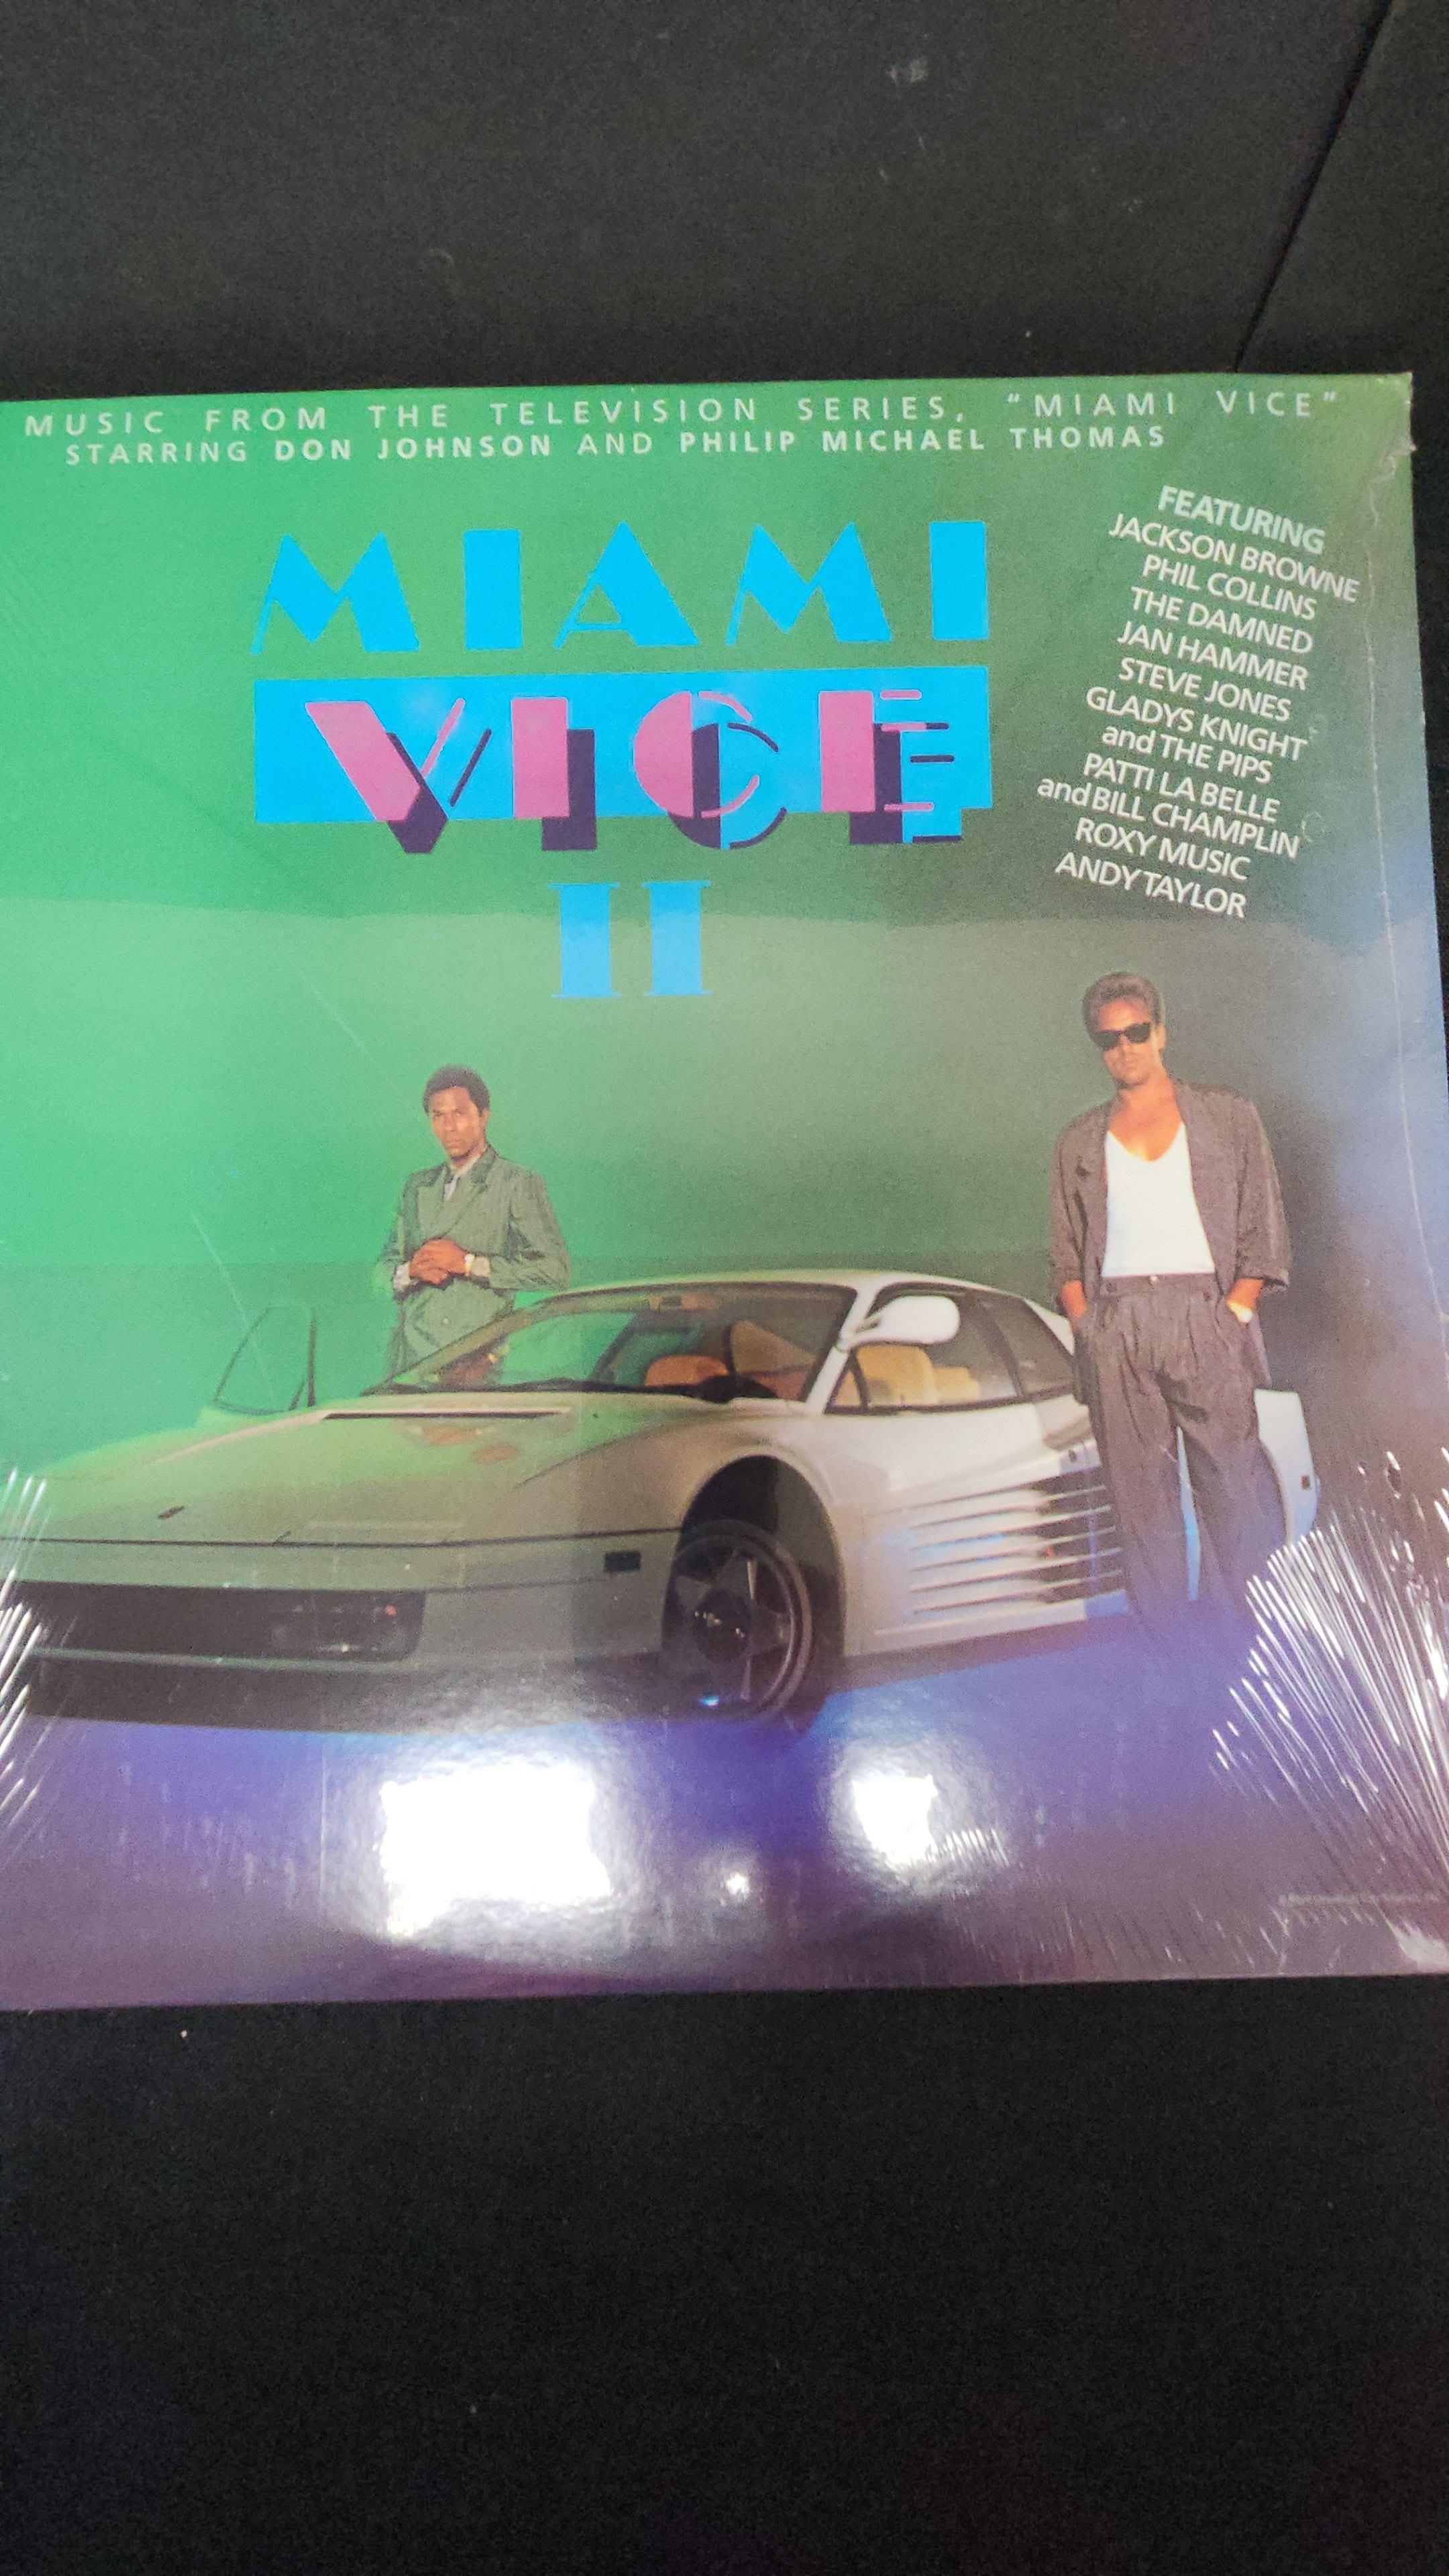 MUSIC FROM THE TELEVISION SERIES, "MIAMI VICE"
STARRING DON JOHNSON AND PHILIP MICHAEL THOMAS
MIAMI
VICE
II
FEATURING
JACKSON BROWNE
PHIL COLLINS
THE DAMNED
JAN HAMMER
STEVE JONES
GLADYS KNIGHT
and THE PIPS
PATTI LA BELLE
and BILL CHAMPLIN
ROXY MUSIC
ANDY TAYLOR